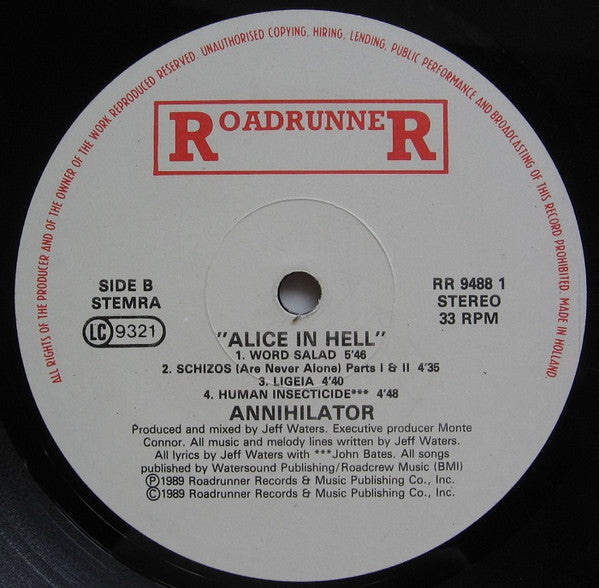 ALL RIGHTS OF THE PRODUCER AND OF THE OWNER OF THE WORK REPRODUCED RESERVED. UNAUTHORISED COPYING, HIRING, LENDING, PUBLIC PERFORMANCE AND BROADCASTING OF THIS RECORD PROHIBITED. MADE IN HOLLAND.
ROADRUNNER
SIDE B
STEMRA
LC 9321
RR 9488 1
STEREO
33 RPM
"ALICE IN HELL"
1. WORD SALAD 5'46
2. SCHIZOS (Are Never Alone) Parts I & II 4'35
3. LIGEIA 4'40
4. HUMAN INSECTICIDE*** 4'48
ANNIHILATOR
Produced and mixed by Jeff Waters. Executive producer Monte
Connor. All music and melody lines written by Jeff Waters.
All lyrics by Jeff Waters with ***John Bates. All songs
published by Watersound Publishing/Roadcrew Music (BMI)
Ⓟ1989 Roadrunner Records & Music Publishing Co., Inc.
©1989 Roadrunner Records & Music Publishing Co., Inc.